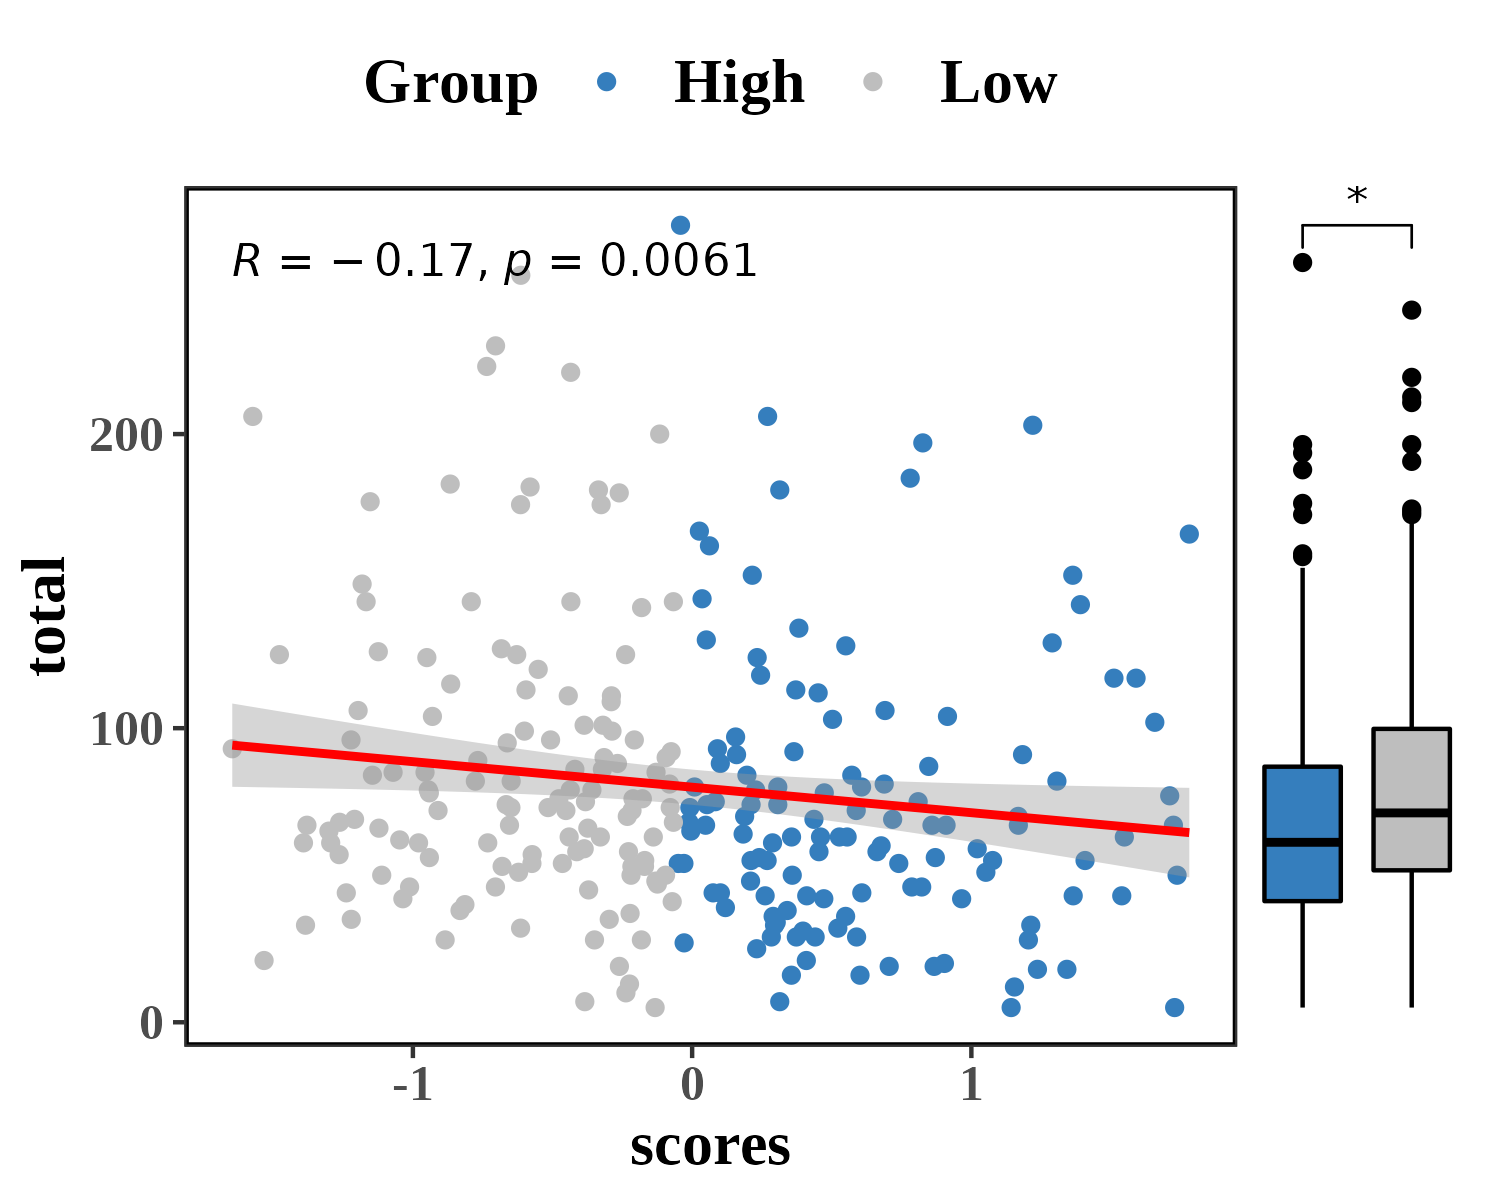 Group High Low
*
R = −0.17, p = 0.0061
200
100
0
total
-1 0 1
scores